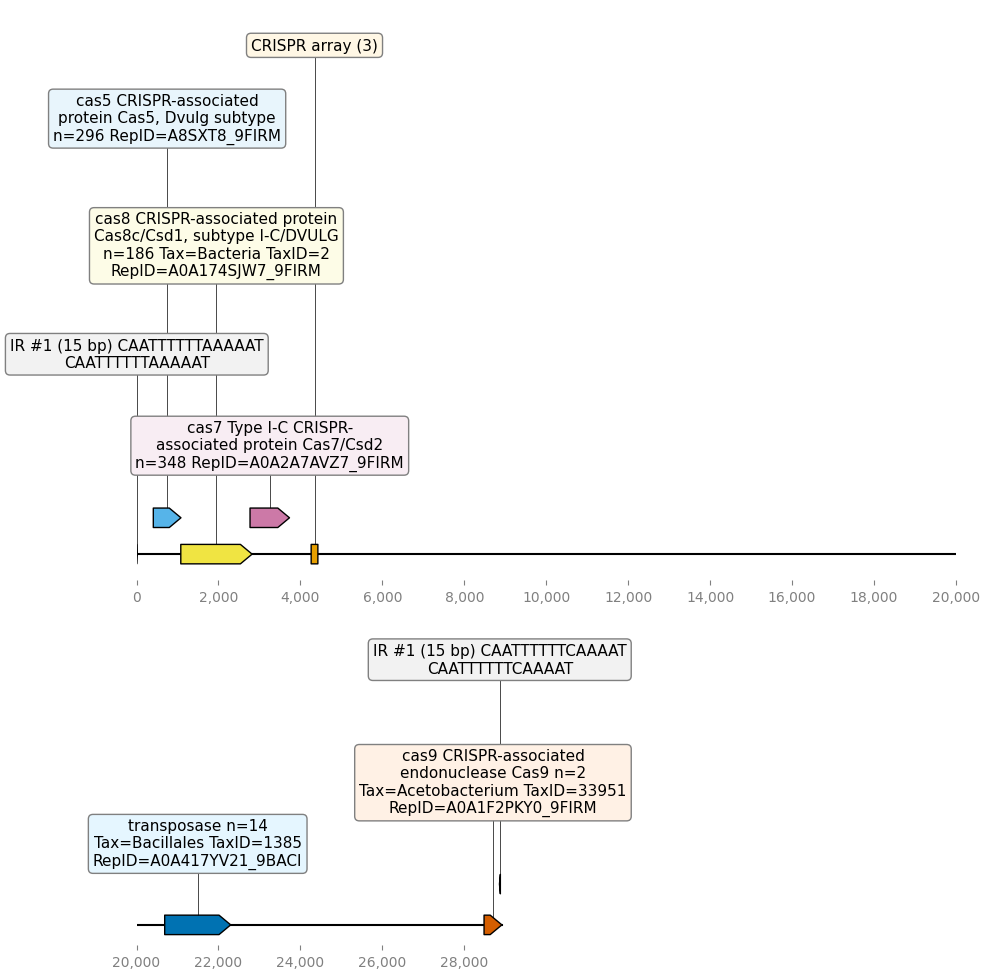 CRISPR array (3)
cas5 CRISPR-associated
protein Cas5, Dvulg subtype
n=296 RepID=A8SXT8_9FIRM
cas8 CRISPR-associated protein
Cas8c/Csd1, subtype I-C/DVULG
n=186 Tax=Bacteria TaxID=2
RepID=A0A174SJW7_9FIRM
IR #1 (15 bp) CAATTTTTTAAAAAT
CAATTTTTTAAAAAT
cas7 Type I-C CRISPR-
associated protein Cas7/Csd2
n=348 RepID=A0A2A7AVZ7_9FIRM
0 2,000 4,000 6,000 8,000 10,000 12,000 14,000 16,000 18,000 20,000
IR #1 (15 bp) CAATTTTTTCAAAAT
CAATTTTTTCAAAAT
cas9 CRISPR-associated
endonuclease Cas9 n=2
Tax=Acetobacterium TaxID=33951
RepID=A0A1F2PKY0_9FIRM
transposase n=14
Tax=Bacillales TaxID=1385
RepID=A0A417YV21_9BACI
20,000 22,000 24,000 26,000 28,000